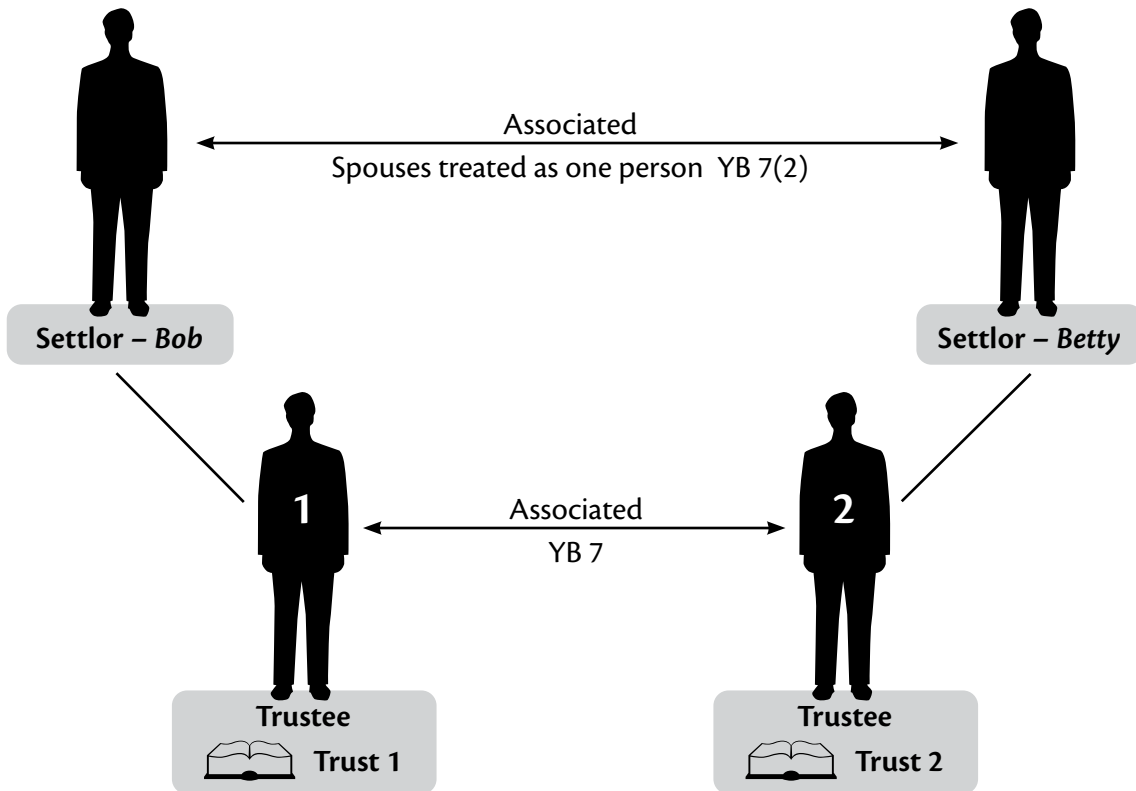 Associated
Spouses treated as one person YB 7(2)
Settlor – Bob
Settlor – Betty
1
Associated
YB 7
2
Trustee
Trust 1
Trustee
Trust 2